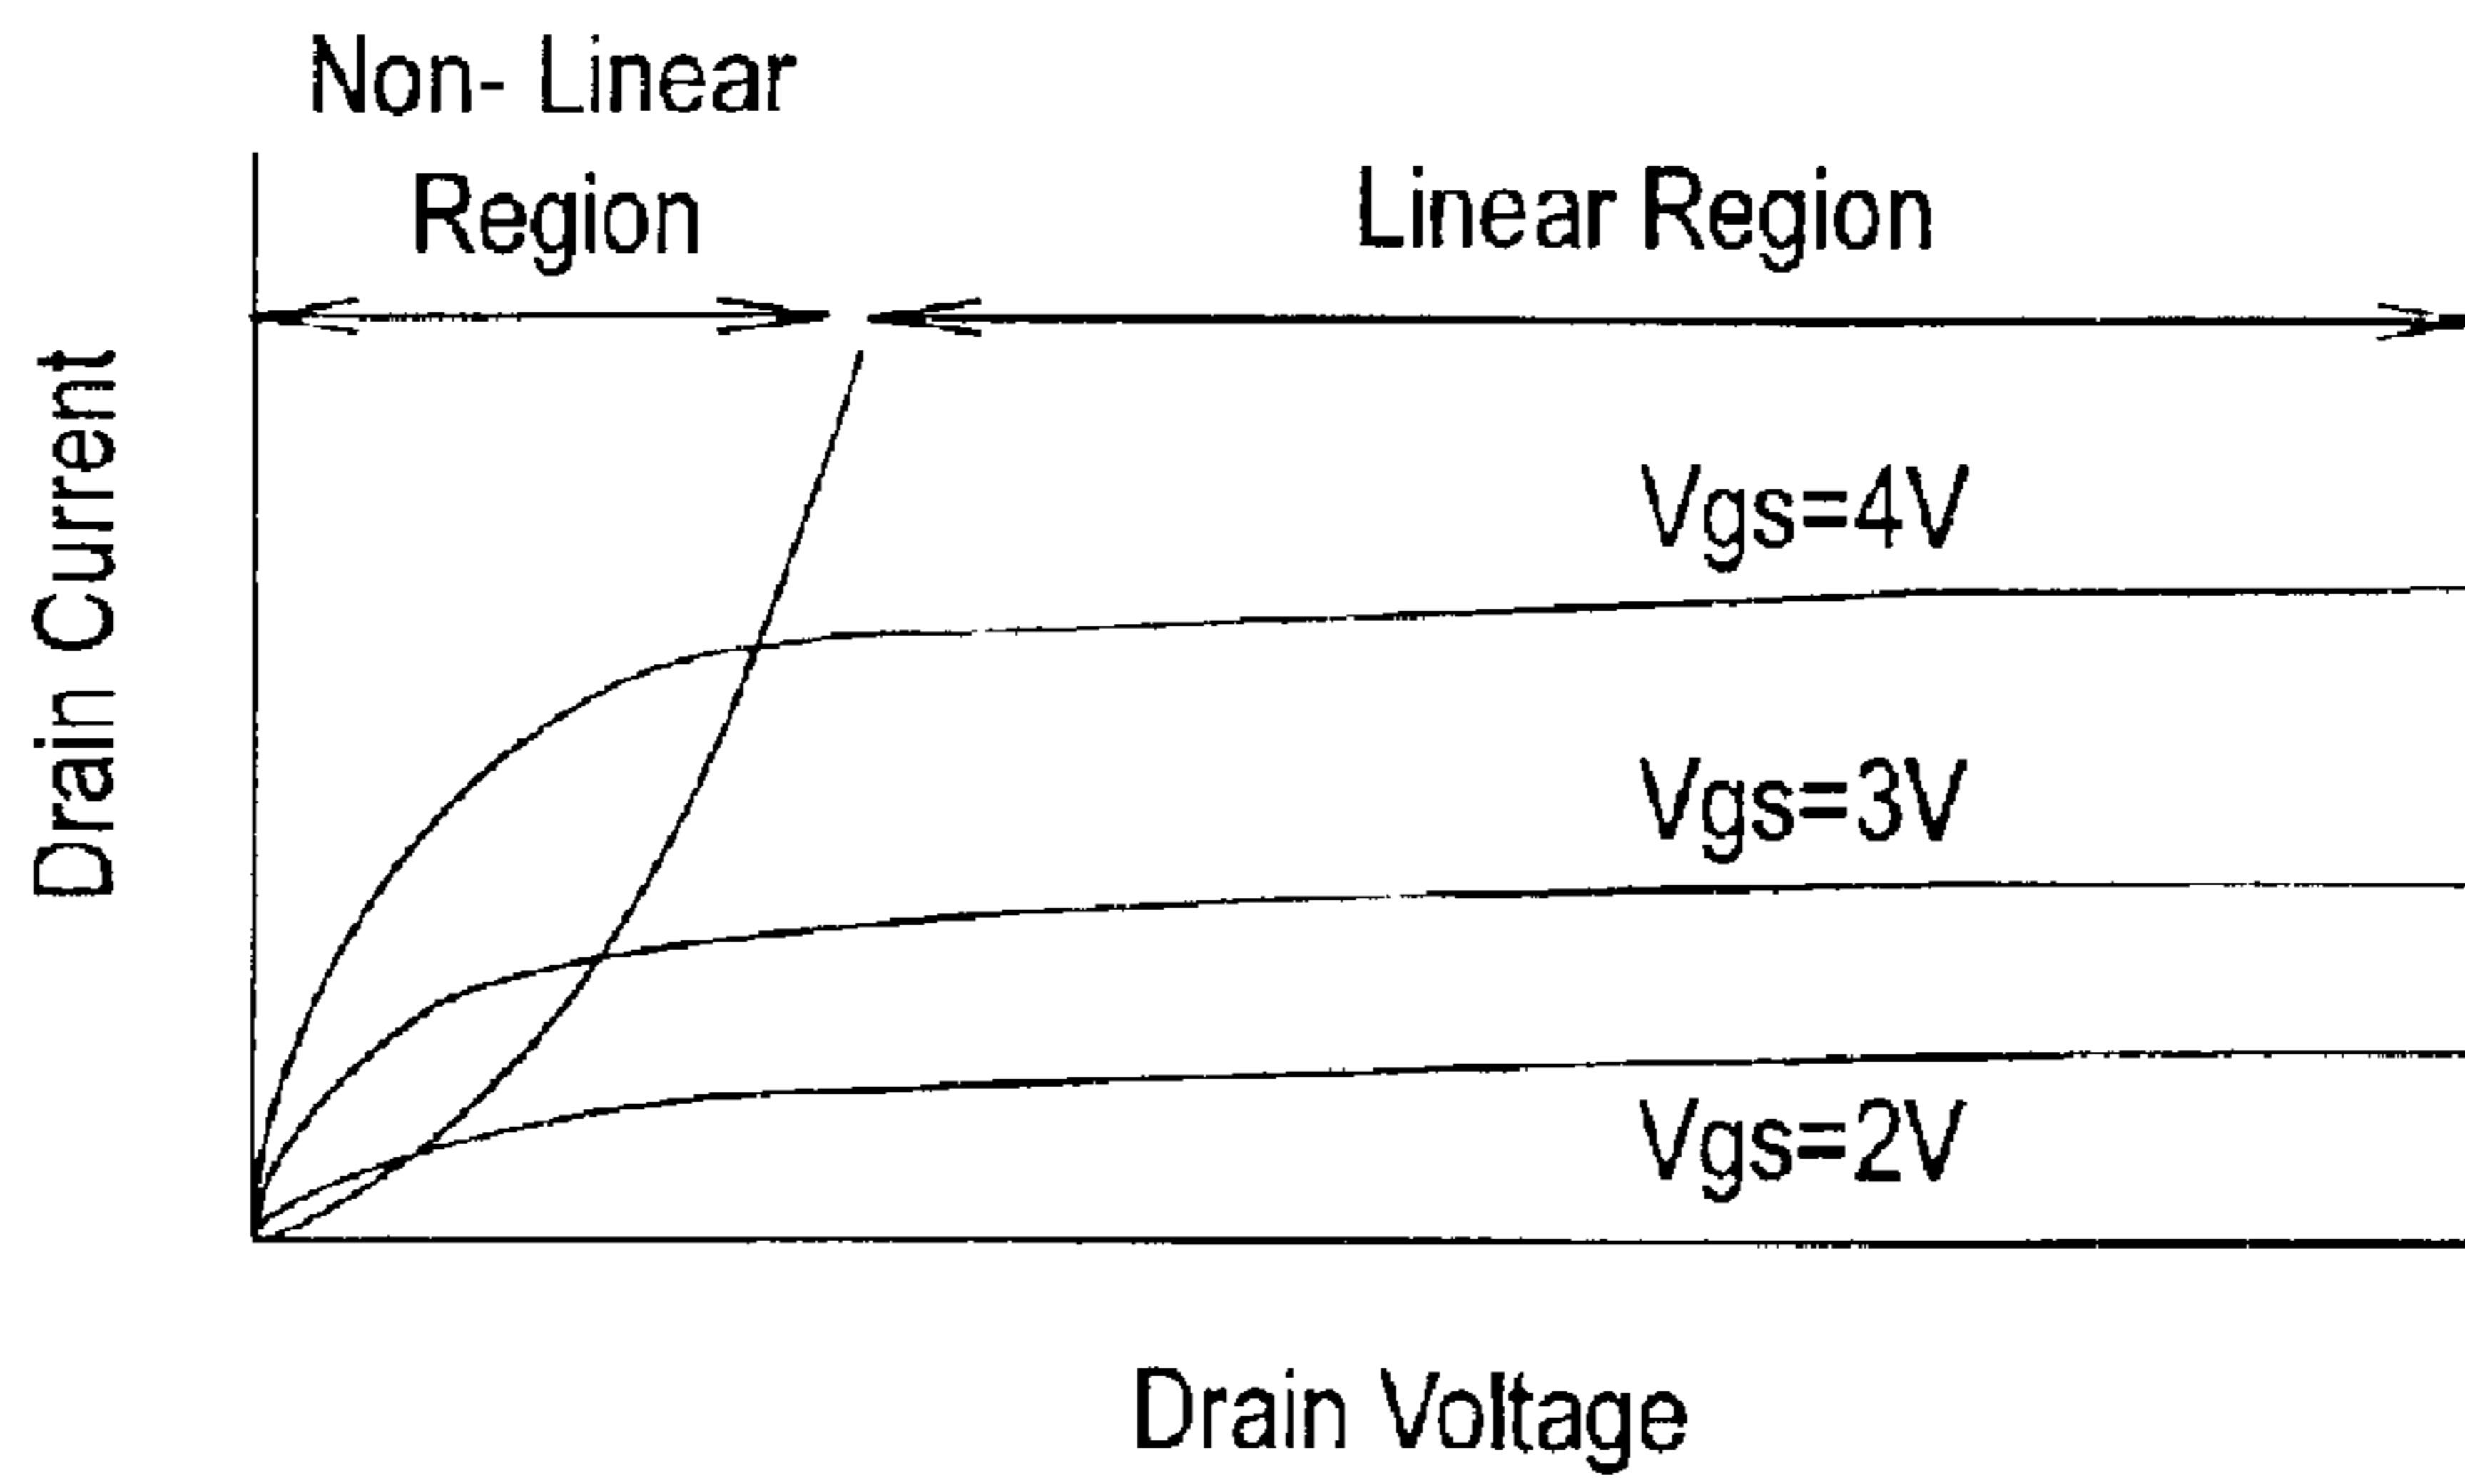 Non- Linear
Region
Linear Region
Drain Current
Vgs=4V
Vgs=3V
Vgs=2V
Drain Voltage